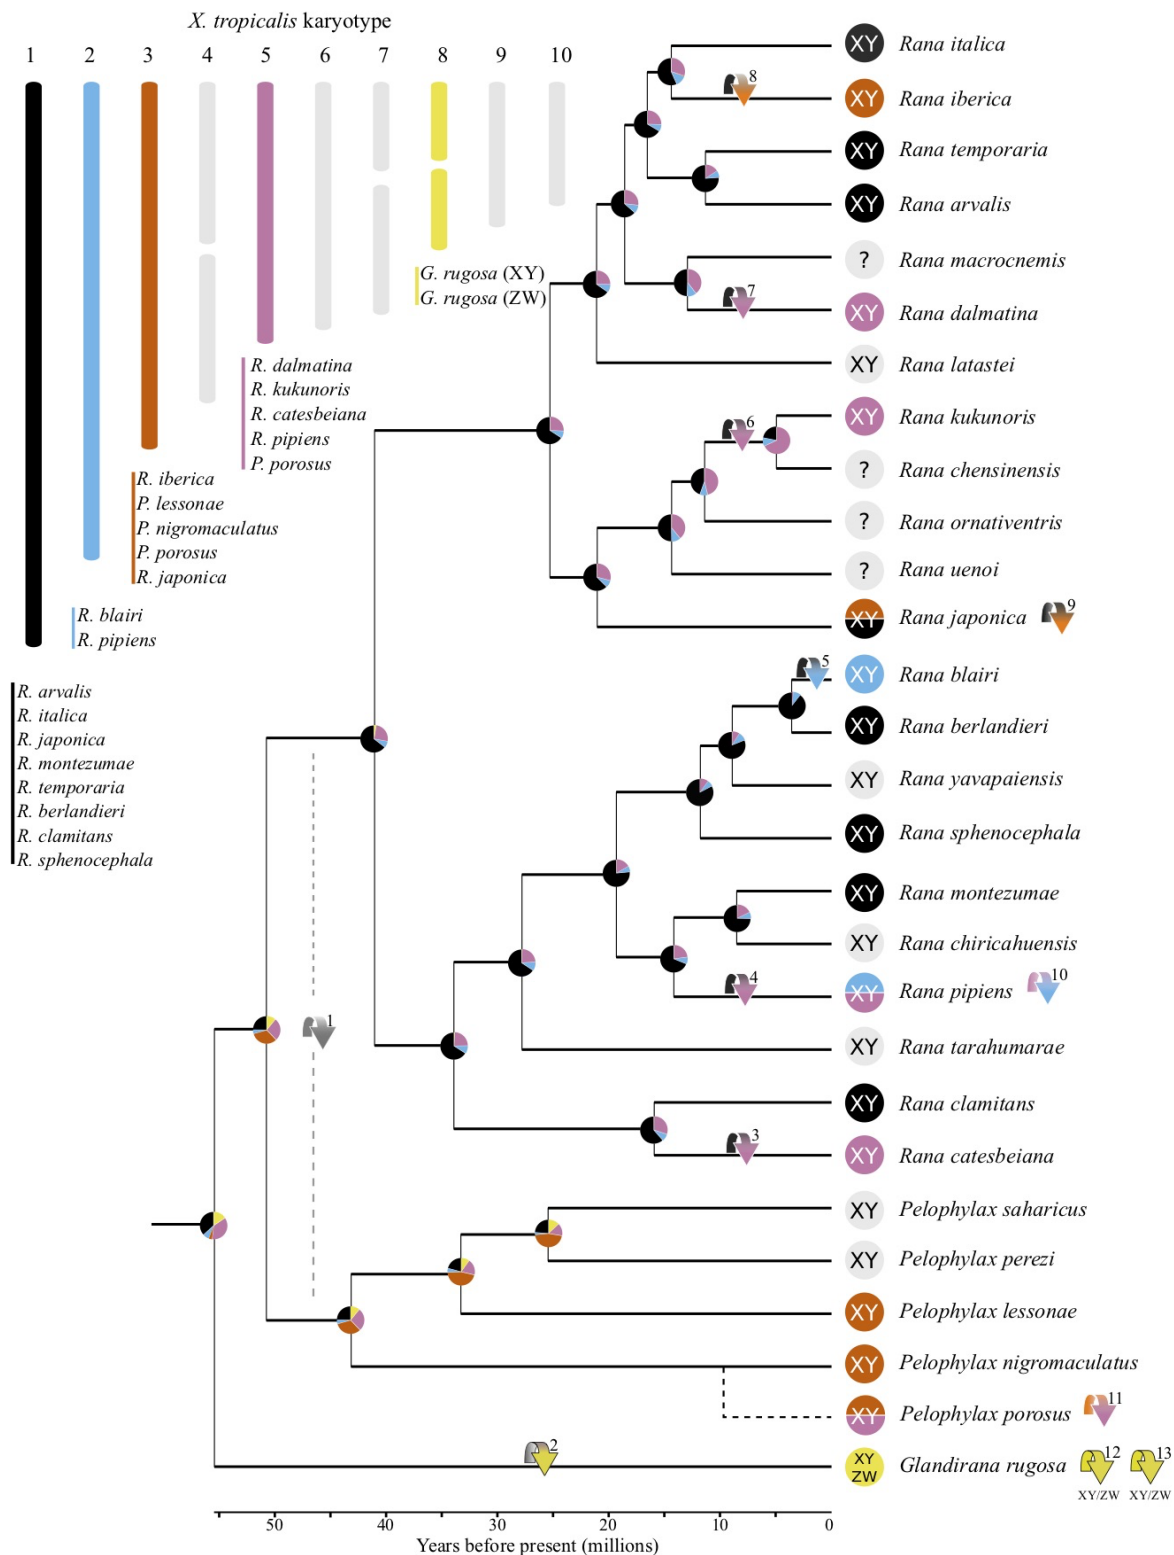 X. tropicalis karyotype
1 2 3 4 5 6 7 8 9 10
G. rugosa (XY)
G. rugosa (ZW)
R. dalmatina
R. kukunoris
R. catesbeiana
R. pipiens
P. porosus
R. iberica
P. lessonae
P. nigromaculatus
P. porosus
R. japonica
R. blairi
R. pipiens
R. arvalis
R. italica
R. japonica
R. montezumae
R. temporaria
R. berlandieri
R. clamitans
R. sphenocephala
XY Rana italica
8 XY Rana iberica
XY Rana temporaria
XY Rana arvalis
? Rana macrocnemis
7 XY Rana dalmatina
XY Rana latastei
XY Rana kukunoris
6
? Rana chensinensis
? Rana ornativentris
? Rana uenoi
XY Rana japonica 9
5 XY Rana blairi
XY Rana berlandieri
XY Rana yavapaiensis
XY Rana sphenocephala
XY Rana montezumae
XY Rana chiricahuensis
4 XY Rana pipiens 10
1
XY Rana tarahumarae
XY Rana clamitans
3 XY Rana catesbeiana
XY Pelophylax saharicus
XY Pelophylax perezi
XY Pelophylax lessonae
XY Pelophylax nigromaculatus
XY Pelophylax porosus 11
2 XY Glandirana rugosa 12 13
ZW
XY/ZW XY/ZW
50 40 30 20 10 0
Years before present (millions)